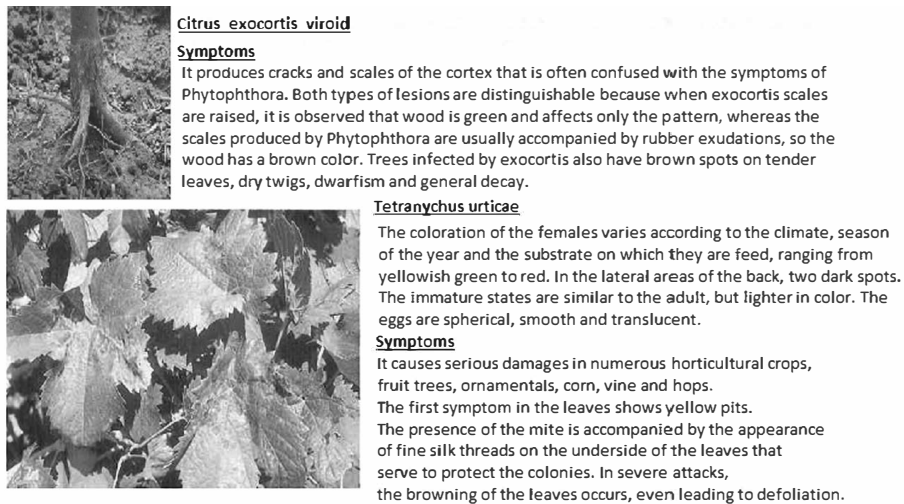 Citrus exocortis viroid
Symptoms
It produces cracks and scales of the cortex that is often confused with the symptoms of
Phytophthora. Both types of lesions are distinguishable because when exocortis scales
are raised, it is observed that wood is green and affects only the pattern, whereas the
scales produced by Phytophthora are usually accompanied by rubber exudations, so the
wood has a brown color. Trees infected by exocortis also have brown spots on tender
leaves, dry twigs, dwarfism and general decay.
Tetranychus urticae
The coloration of the females varies according to the climate, season
of the year and the substrate on which they are feed, ranging from
yellowish green to red. In the lateral areas of the back, two dark spots.
The immature states are similar to the adult, but lighter in color. The
eggs are spherical, smooth and translucent.
Symptoms
It causes serious damages in numerous horticultural crops,
fruit trees, ornamentals, corn, vine and hops.
The first symptom in the leaves shows yellow pits.
The presence of the mite is accompanied by the appearance
of fine silk threads on the underside of the leaves that
serve to protect the colonies. In severe attacks,
the browning of the leaves occurs, even leading to defoliation.